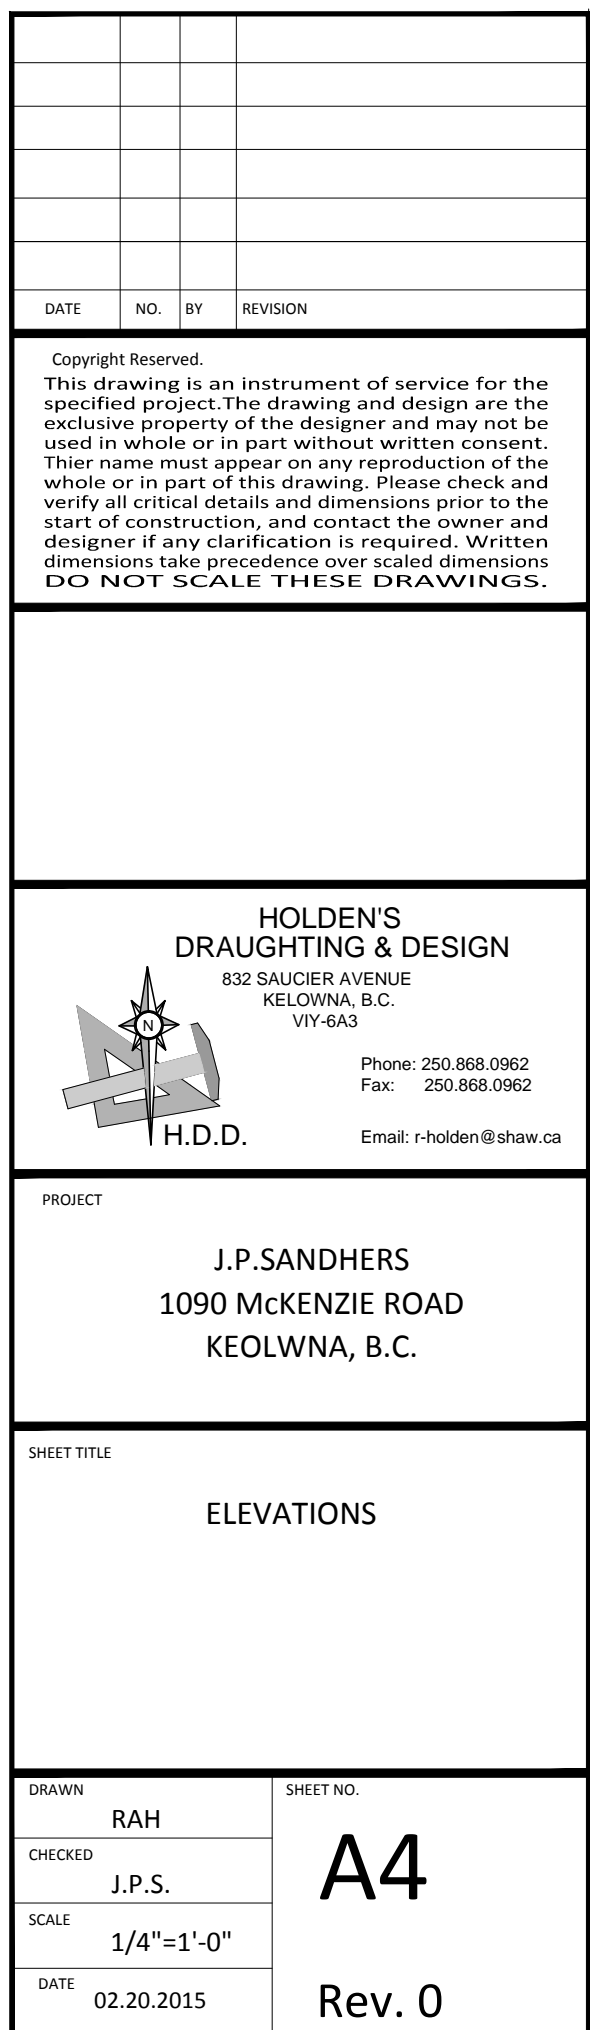 DATE NO. BY REVISION
Copyright Reserved.
This drawing is an instrument of service for the
specified project.The drawing and design are the
exclusive property of the designer and may not be
used in whole or in part without written consent.
Thier name must appear on any reproduction of the
whole or in part of this drawing. Please check and
verify all critical details and dimensions prior to the
start of construction, and contact the owner and
designer if any clarification is required. Written
dimensions take precedence over scaled dimensions
DO NOT SCALE THESE DRAWINGS.
HOLDEN'S
DRAUGHTING & DESIGN
832 SAUCIER AVENUE
KELOWNA, B.C.
VIY-6A3
N
Phone: 250.868.0962
Fax: 250.868.0962
H.D.D.
Email: r-holden@shaw.ca
PROJECT
J.P.SANDHERS
1090 McKENZIE ROAD
KEOLWNA, B.C.
SHEET TITLE
ELEVATIONS
DRAWN
RAH
CHECKED
J.P.S.
SCALE
1/4"=1'-0"
DATE
02.20.2015
SHEET NO.
A4
Rev. 0